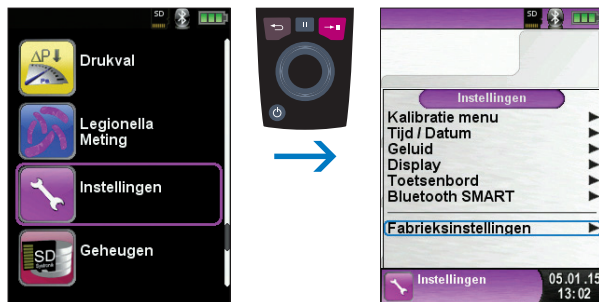 SD
ΔP
Pa
Drukval
Legionella
Meting
Instellingen
SD
Geheugen
SD
Instellingen
Kalibratie menu
Tijd / Datum
Geluid
Display
Toetsenbord
Bluetooth SMART
Fabrieksinstellingen
Instellingen
05.01.15
13:02